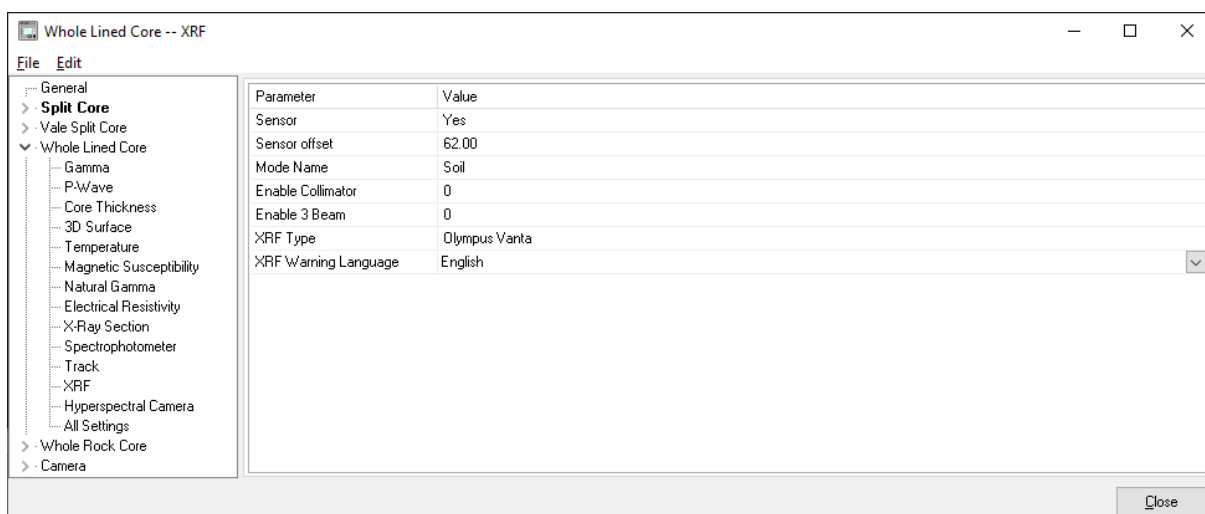 Whole Lined Core -- XRF
File Edit
General
Split Core
Vale Split Core
Whole Lined Core
Gamma
P-Wave
Core Thickness
3D Surface
Temperature
Magnetic Susceptibility
Natural Gamma
Electrical Resistivity
X-Ray Section
Spectrophotometer
Track
XRF
Hyperspectral Camera
All Settings
Whole Rock Core
Camera
Parameter Value
Sensor Yes
Sensor offset 62.00
Mode Name Soil
Enable Collimator 0
Enable 3 Beam 0
XRF Type Olympus Vanta
XRF Warning Language English
Close